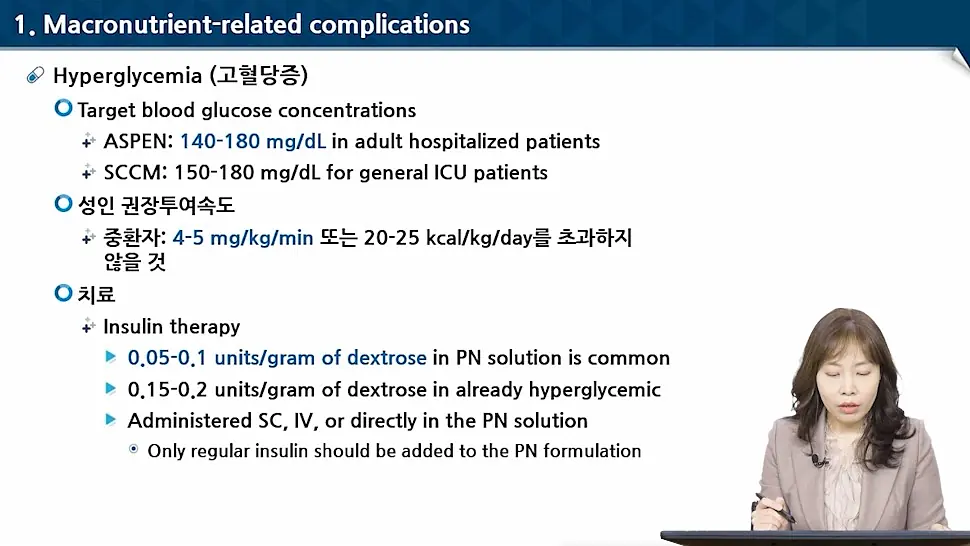 1. Macronutrient-related complications
Hyperglycemia (고혈당증)
Target blood glucose concentrations
ASPEN: 140-180 mg/dL in adult hospitalized patients
SCCM: 150-180 mg/dL for general ICU patients
성인 권장투여속도
중환자: 4-5 mg/kg/min 또는 20-25 kcal/kg/day를 초과하지
않을 것
치료
Insulin therapy
0.05-0.1 units/gram of dextrose in PN solution is common
0.15-0.2 units/gram of dextrose in already hyperglycemic
Administered SC, IV, or directly in the PN solution
Only regular insulin should be added to the PN formulation